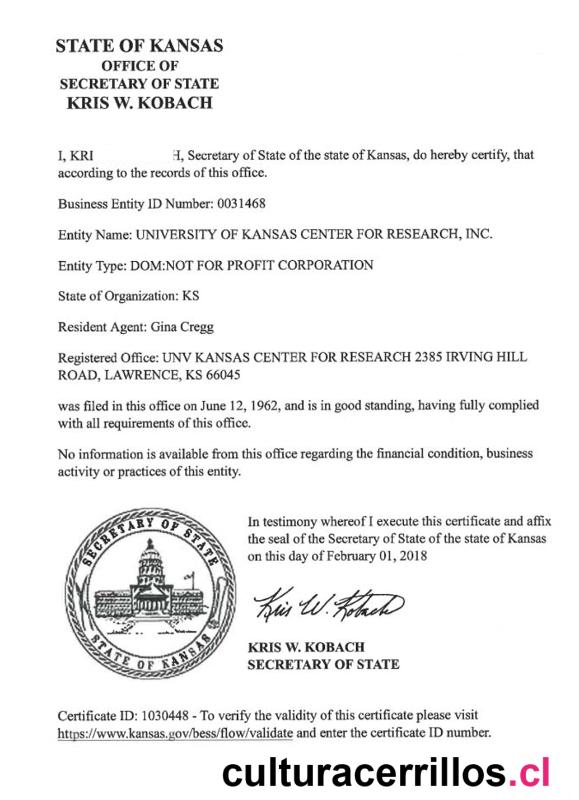 STATE OF KANSAS
OFFICE OF
SECRETARY OF STATE
KRIS W. KOBACH
I, KRI H, Secretary of State of the state of Kansas, do hereby certify, that
according to the records of this office.
Business Entity ID Number: 0031468
Entity Name: UNIVERSITY OF KANSAS CENTER FOR RESEARCH, INC.
Entity Type: DOM:NOT FOR PROFIT CORPORATION
State of Organization: KS
Resident Agent: Gina Cregg
Registered Office: UNV KANSAS CENTER FOR RESEARCH 2385 IRVING HILL
ROAD, LAWRENCE, KS 66045
was filed in this office on June 12, 1962, and is in good standing, having fully complied
with all requirements of this office.
No information is available from this office regarding the financial condition, business
activity or practices of this entity.
SECRETARY OF STATE
STATE OF KANSAS
In testimony whereof I execute this certificate and affix
the seal of the Secretary of State of the state of Kansas
on this day of February 01, 2018
Kris W. Kobach
KRIS W. KOBACH
SECRETARY OF STATE
Certificate ID: 1030448 - To verify the validity of this certificate please visit
https://www.kansas.gov/bess/flow/validate and enter the certificate ID number.
culturacerrillos.cl